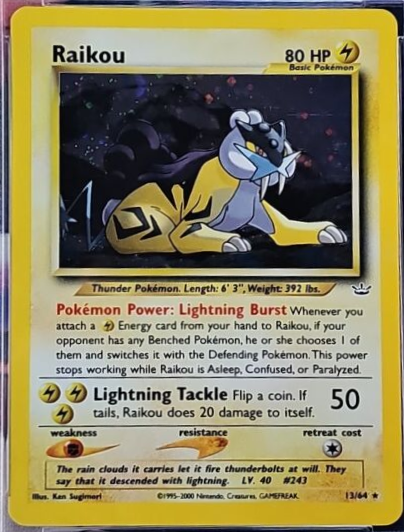 Raikou
80 HP
Basic Pokémon
Thunder Pokémon. Length: 6' 3", Weight: 392 lbs.
Pokémon Power: Lightning Burst Whenever you
attach a Energy card from your hand to Raikou, if your
opponent has any Benched Pokémon, he or she chooses 1 of
them and switches it with the Defending Pokémon. This power
stops working while Raikou is Asleep, Confused, or Paralyzed.
Lightning Tackle Flip a coin. If 50
tails, Raikou does 20 damage to itself.
weakness resistance retreat cost
The rain clouds it carries let it fire thunderbolts at will. They
say that it descended with lightning. LV. 40 #243
Illus. Ken Sugimori ©1995-2000 Nintendo, Creatures, GAMEFREAK. 13/64